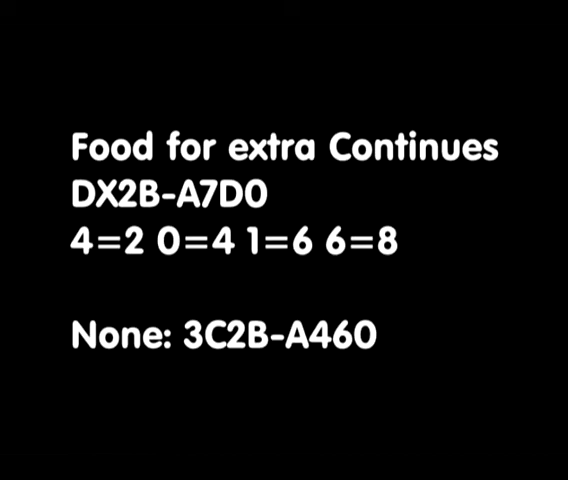 Food for extra Continues
DX2B-A7D0
4=2 0=4 1=6 6=8
None: 3C2B-A460